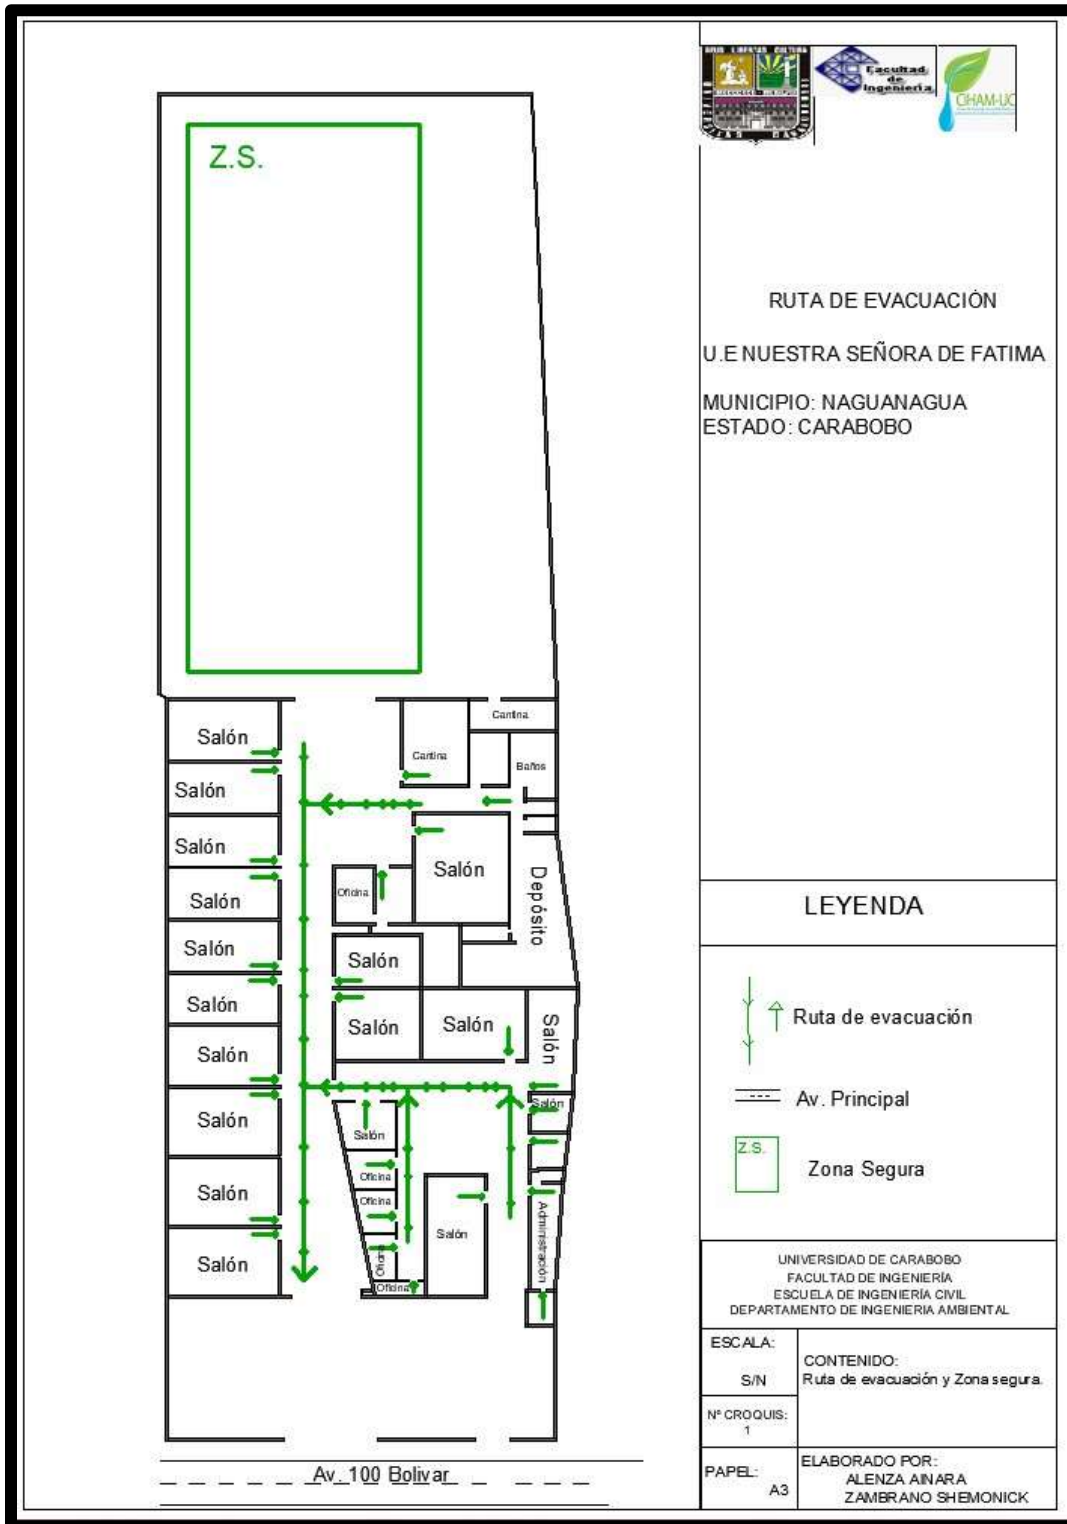 Facultad
de
Ingeniería
CIHAM-UC
RUTA DE EVACUACIÓN
U.E NUESTRA SEÑORA DE FATIMA
MUNICIPIO: NAGUANAGUA
ESTADO: CARABOBO
Z.S.
Salón
Cantina
Cantina
Salón
Baños
Salón
Salón
Depósito
Oficina
Salón
Salón
Salón
Salón
Salón
Salón
Salón
Salón
Salón
Salón
Salón
Oficina
Oficina
Salón
Salón
Administración
Oficina
Oficina
Salón
Av. 100 Bolivar
LEYENDA
Ruta de evacuación
Av. Principal
Z.S.
Zona Segura
UNIVERSIDAD DE CARABOBO
FACULTAD DE INGENIERÍA
ESCUELA DE INGENIERÍA CIVIL
DEPARTAMENTO DE INGENIERIA AMBIENTAL
ESCALA:
S/N
CONTENIDO:
Ruta de evacuación y Zona segura.
Nº CROQUIS:
1
PAPEL:
A3
ELABORADO POR:
ALENZA AINARA
ZAMBRANO SHEMONICK